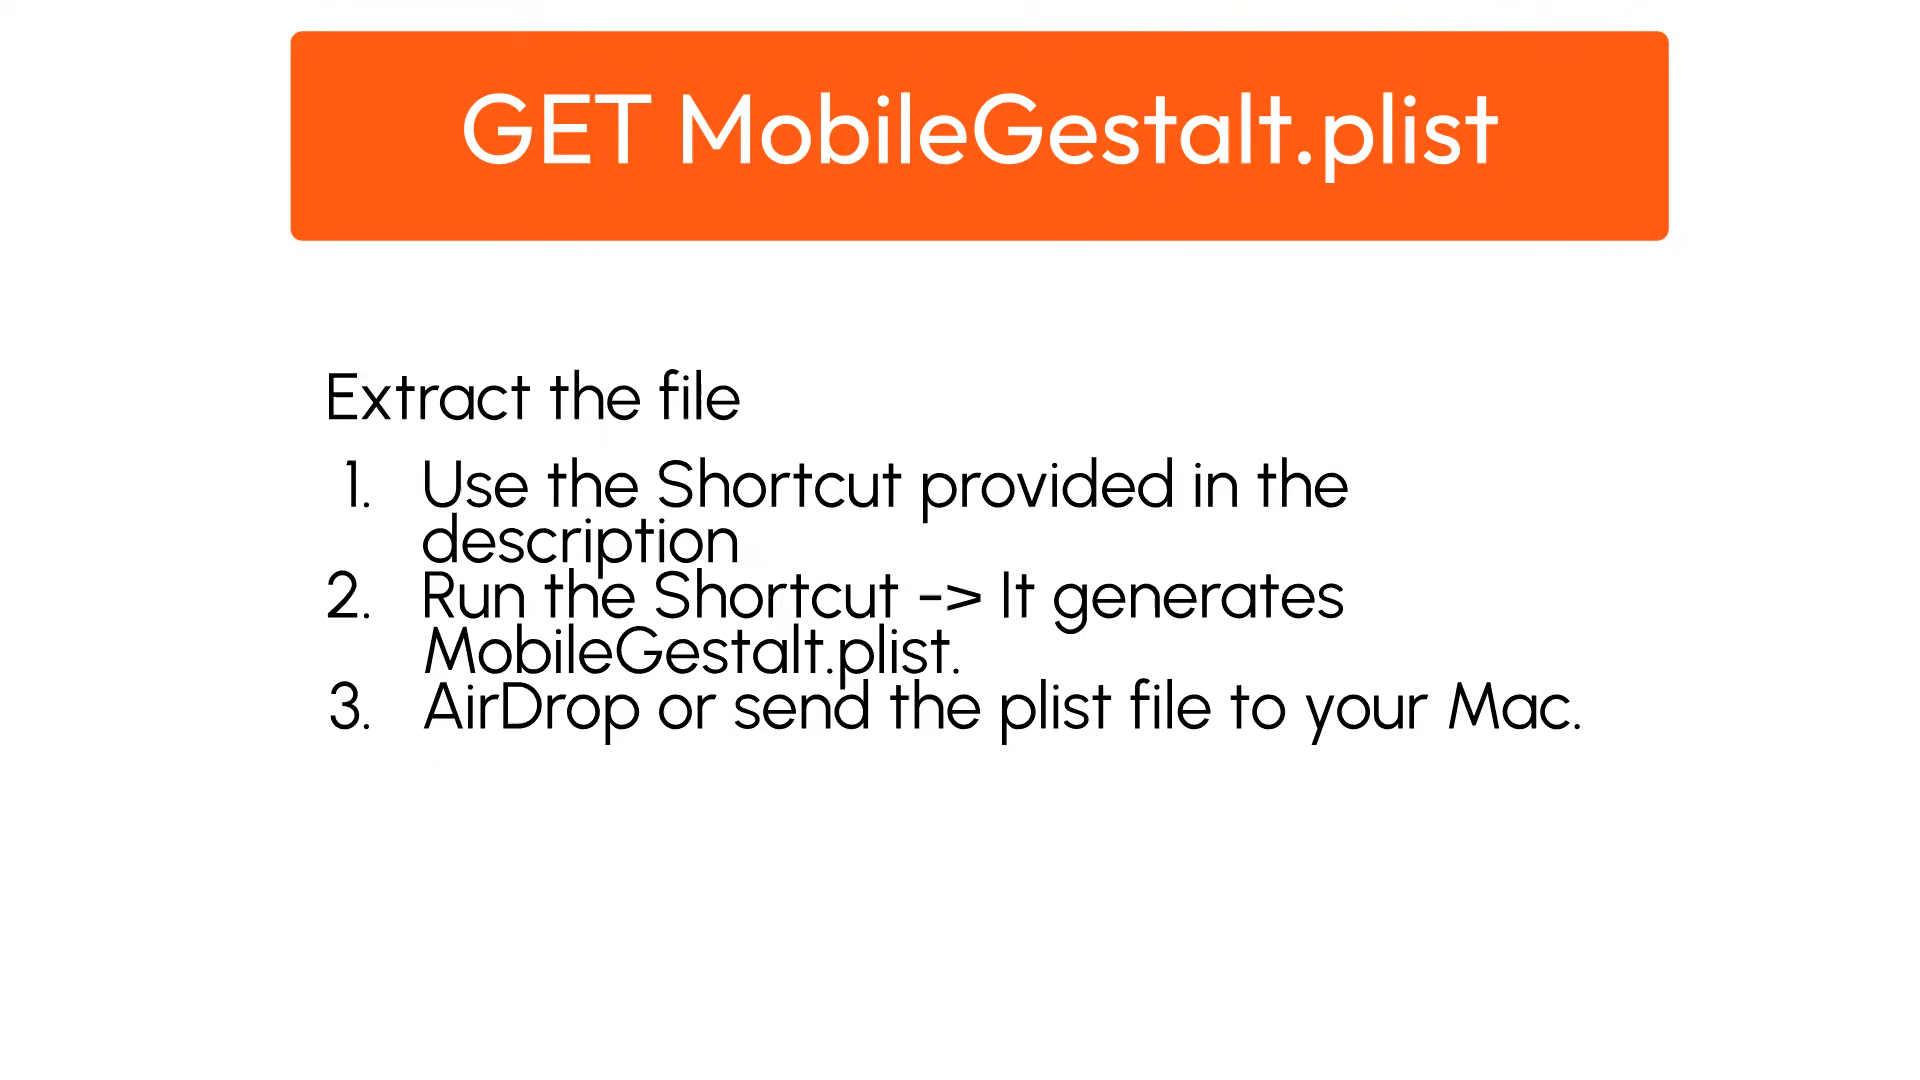 GET MobileGestalt.plist
Extract the file
1. Use the Shortcut provided in the
description
2. Run the Shortcut -> It generates
MobileGestalt.plist.
3. AirDrop or send the plist file to your Mac.